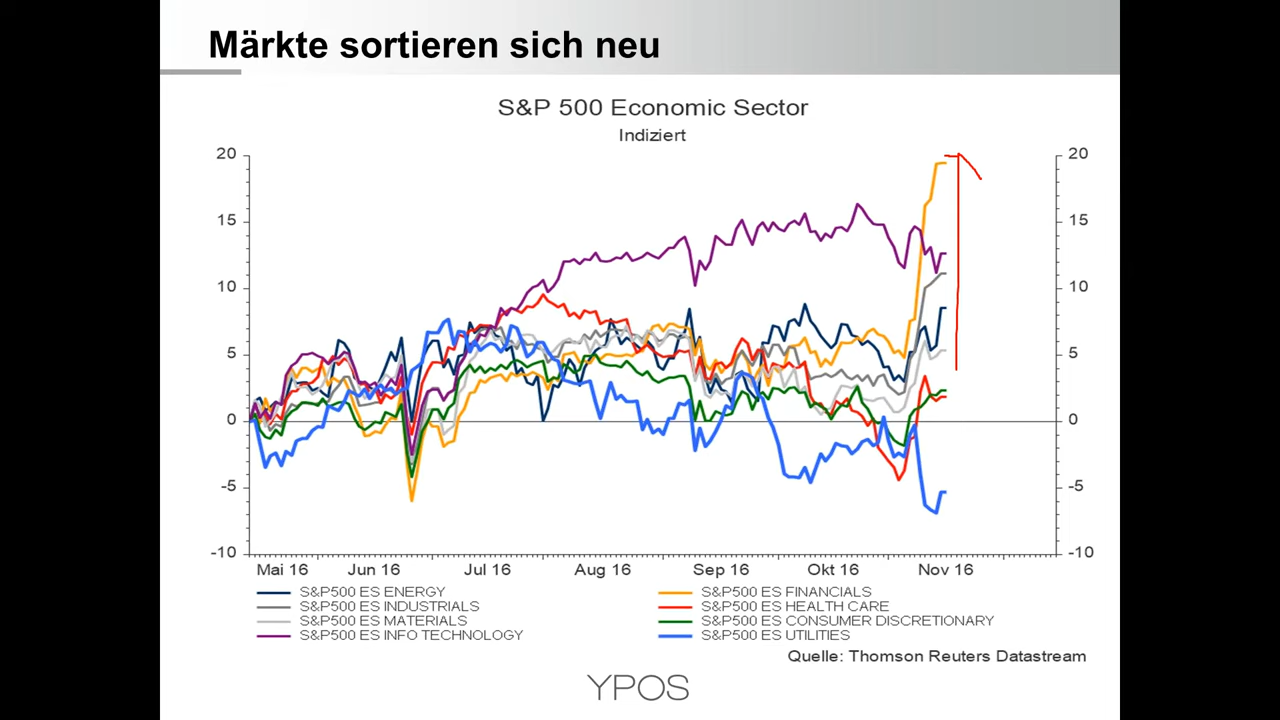 Märkte sortieren sich neu
S&P 500 Economic Sector
Indiziert
20 20
15 15
10 10
5 5
0 0
-5 -5
-10 -10
Mai 16 Jun 16 Jul 16 Aug 16 Sep 16 Okt 16 Nov 16
S&P500 ES ENERGY S&P500 ES FINANCIALS
S&P500 ES INDUSTRIALS S&P500 ES HEALTH CARE
S&P500 ES MATERIALS S&P500 ES CONSUMER DISCRETIONARY
S&P500 ES INFO TECHNOLOGY S&P500 ES UTILITIES
Quelle: Thomson Reuters Datastream
YPOS